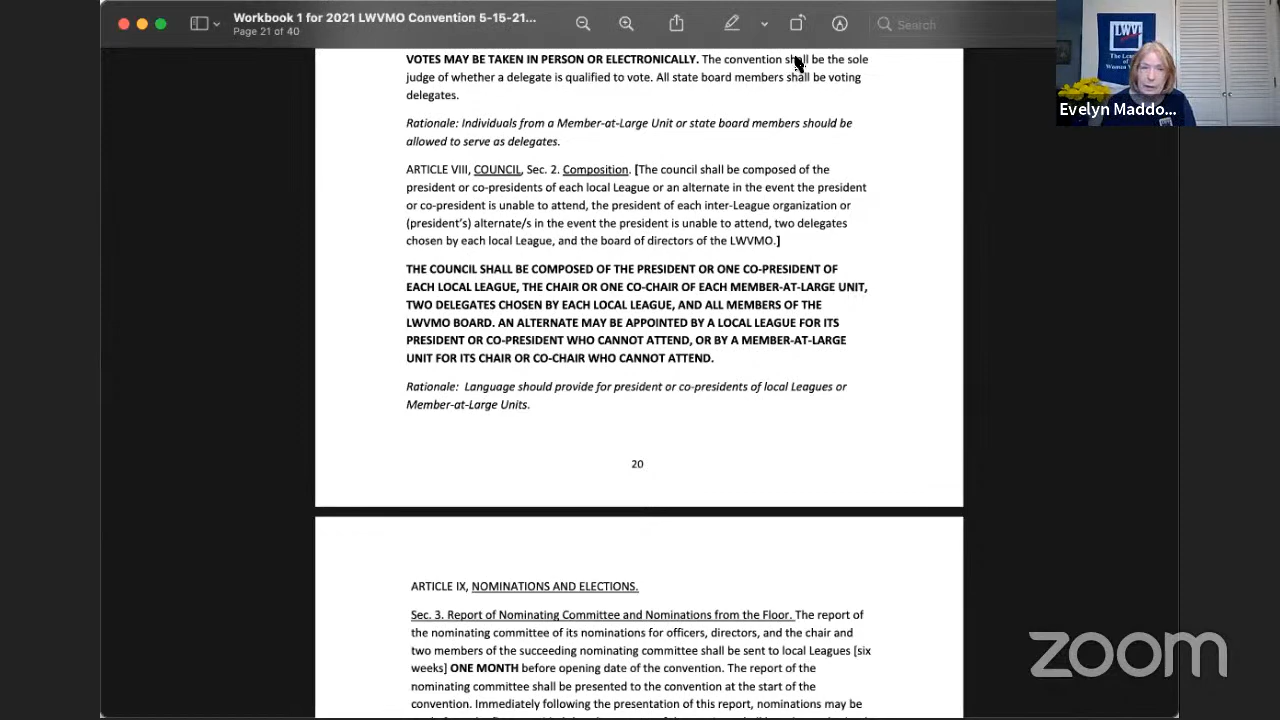 Workbook 1 for 2021 LWVMO Convention 5-15-21...
Page 21 of 40
Search
LWV
Evelyn Maddo...
VOTES MAY BE TAKEN IN PERSON OR ELECTRONICALLY. The convention shall be the sole
judge of whether a delegate is qualified to vote. All state board members shall be voting
delegates.
Rationale: Individuals from a Member-at-Large Unit or state board members should be
allowed to serve as delegates.
ARTICLE VIII, COUNCIL, Sec. 2. Composition. [The council shall be composed of the
president or co-presidents of each local League or an alternate in the event the president
or co-president is unable to attend, the president of each inter-League organization or
(president's) alternate/s in the event the president is unable to attend, two delegates
chosen by each local League, and the board of directors of the LWVMO.]
THE COUNCIL SHALL BE COMPOSED OF THE PRESIDENT OR ONE CO-PRESIDENT OF
EACH LOCAL LEAGUE, THE CHAIR OR ONE CO-CHAIR OF EACH MEMBER-AT-LARGE UNIT,
TWO DELEGATES CHOSEN BY EACH LOCAL LEAGUE, AND ALL MEMBERS OF THE
LWVMO BOARD. AN ALTERNATE MAY BE APPOINTED BY A LOCAL LEAGUE FOR ITS
PRESIDENT OR CO-PRESIDENT WHO CANNOT ATTEND, OR BY A MEMBER-AT-LARGE
UNIT FOR ITS CHAIR OR CO-CHAIR WHO CANNOT ATTEND.
Rationale:  Language should provide for president or co-presidents of local Leagues or
Member-at-Large Units.
20
ARTICLE IX, NOMINATIONS AND ELECTIONS.
Sec. 3. Report of Nominating Committee and Nominations from the Floor. The report of
the nominating committee of its nominations for officers, directors, and the chair and
two members of the succeeding nominating committee shall be sent to local Leagues [six
weeks] ONE MONTH before opening date of the convention. The report of the
nominating committee shall be presented to the convention at the start of the
convention. Immediately following the presentation of this report, nominations may be
zoom